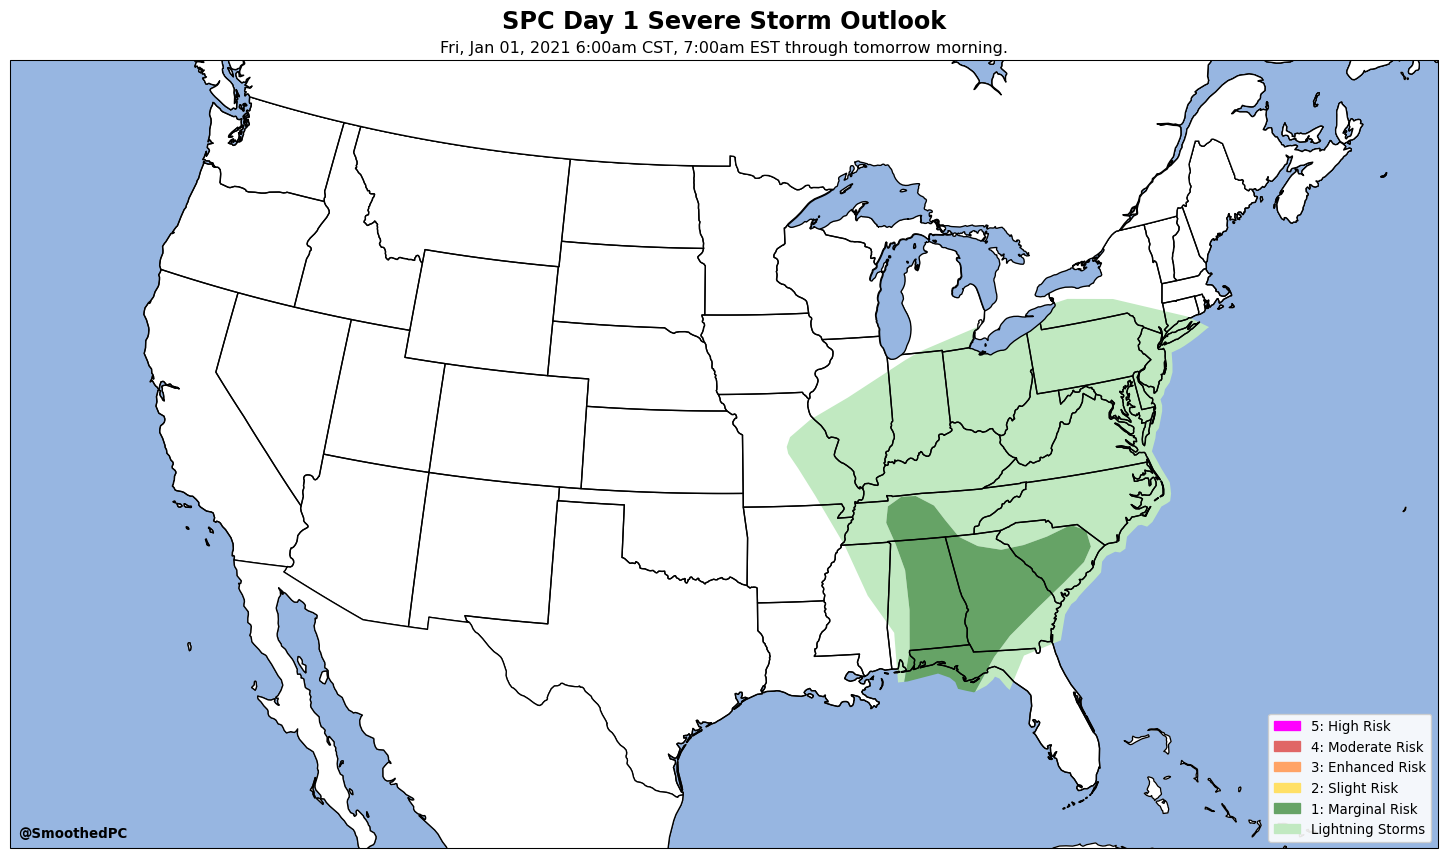 SPC Day 1 Severe Storm Outlook
Fri, Jan 01, 2021 6:00am CST, 7:00am EST through tomorrow morning.
5: High Risk
4: Moderate Risk
3: Enhanced Risk
2: Slight Risk
1: Marginal Risk
Lightning Storms
@SmoothedPC